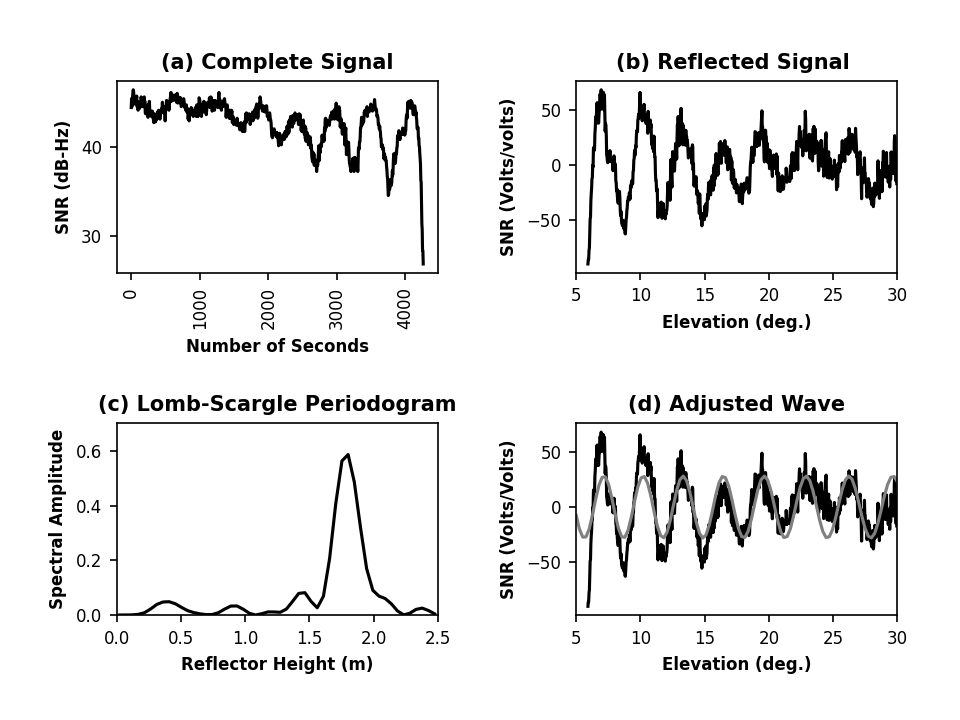 (a) Complete Signal
SNR (dB-Hz)
40
30
0
1000
2000
3000
4000
Number of Seconds
(b) Reflected Signal
SNR (Volts/volts)
50
0
−50
5 10 15 20 25 30
Elevation (deg.)
(c) Lomb-Scargle Periodogram
Spectral Amplitude
0.6
0.4
0.2
0.0
0.0 0.5 1.0 1.5 2.0 2.5
Reflector Height (m)
(d) Adjusted Wave
SNR (Volts/Volts)
50
0
−50
5 10 15 20 25 30
Elevation (deg.)